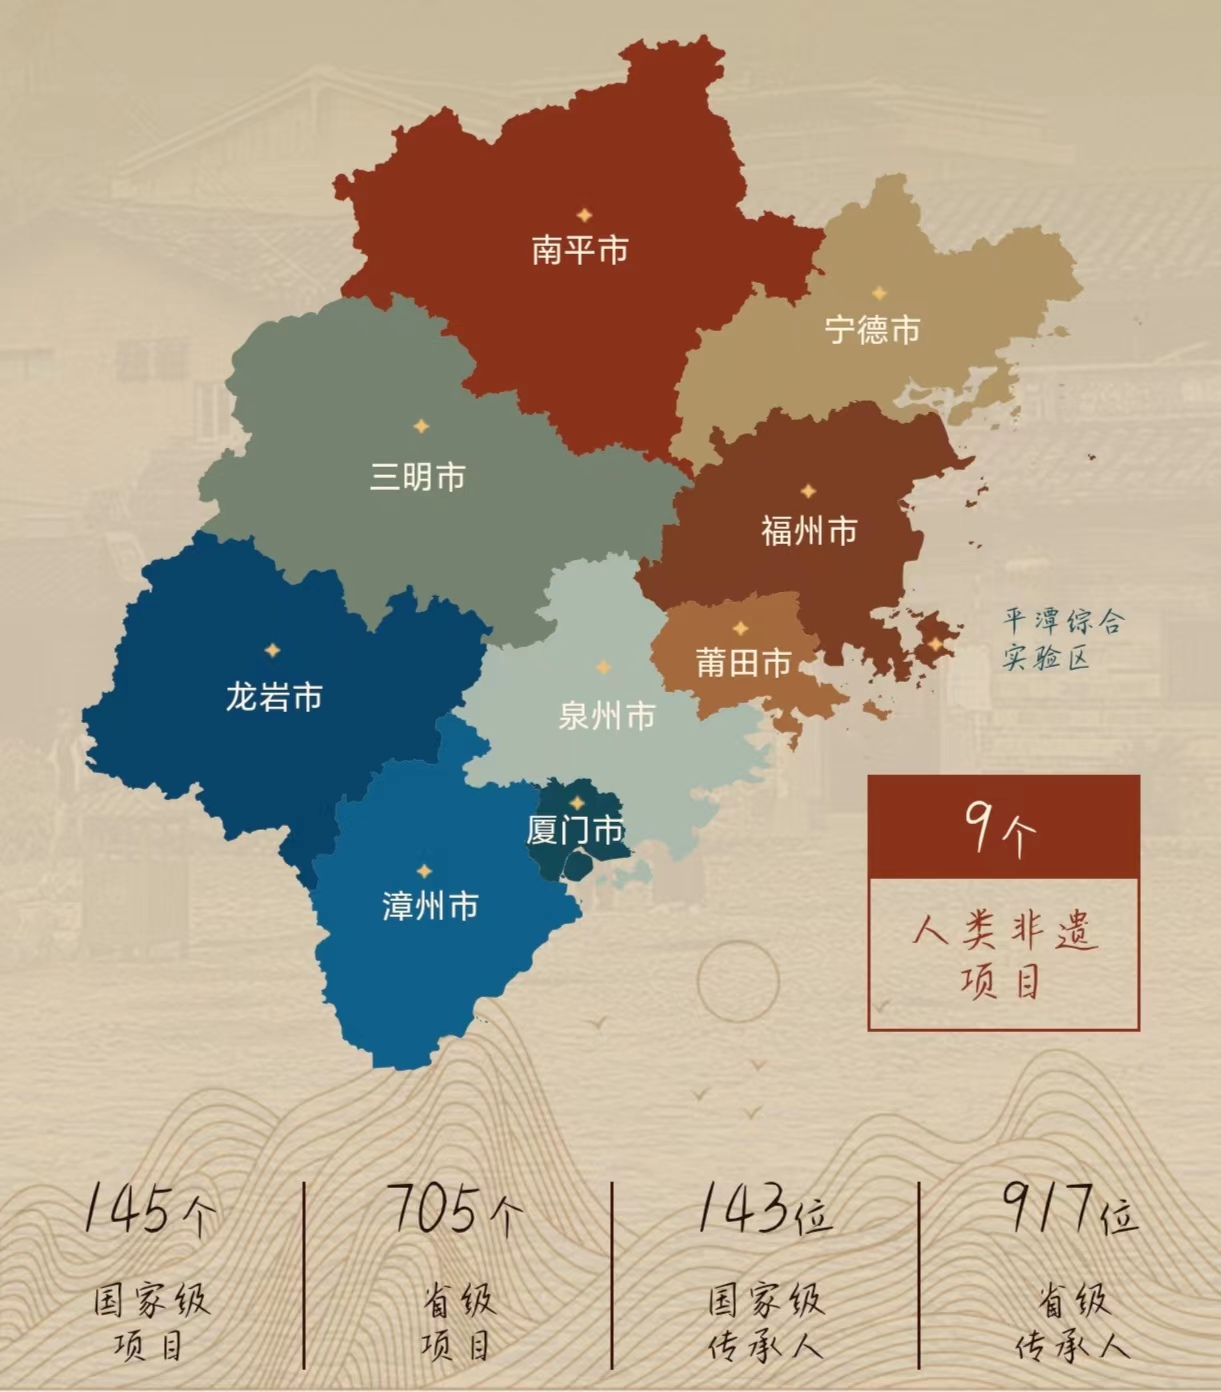 南平市
宁德市
三明市
福州市
平潭综合
实验区
莆田市
龙岩市
泉州市
厦门市
漳州市
9个
人类非遗
项目
145个
国家级
项目
705个
省级
项目
143位
国家级
传承人
917位
省级
传承人